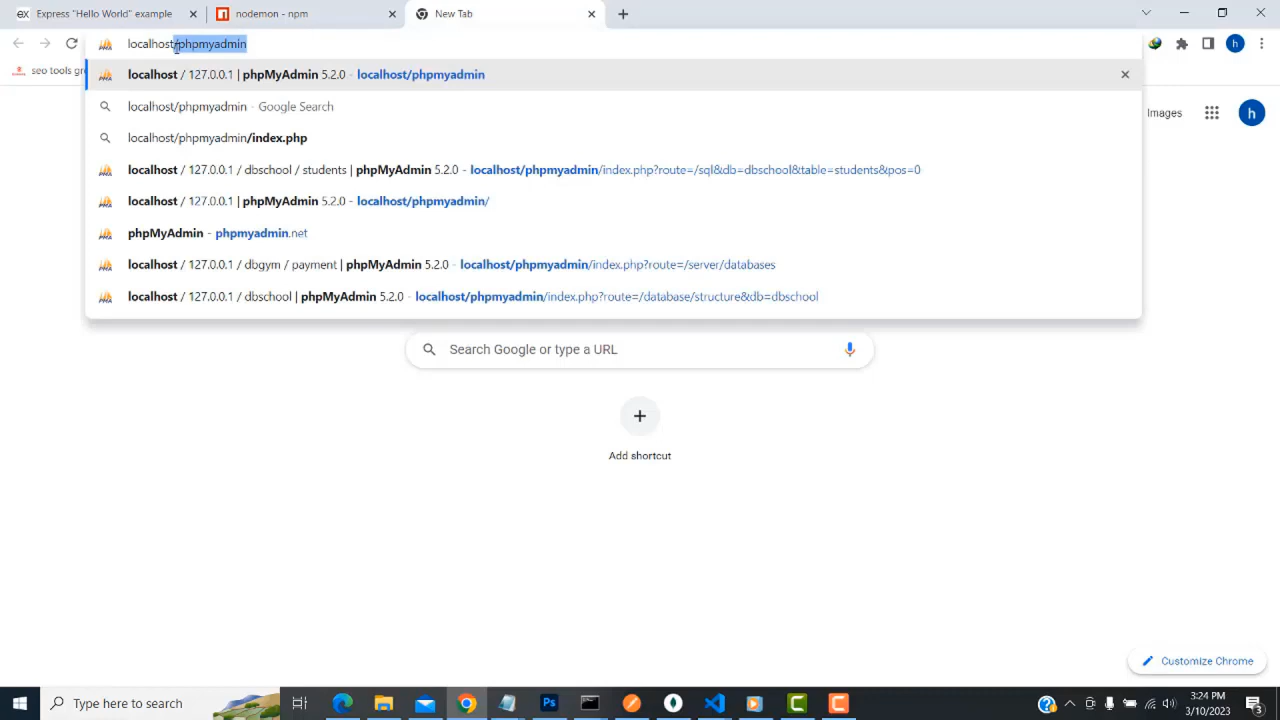 Express "Hello World" example
nodemon - npm
New Tab
localhost/phpmyadmin
h
localhost / 127.0.0.1 | phpMyAdmin 5.2.0 - localhost/phpmyadmin
localhost/phpmyadmin - Google Search
localhost/phpmyadmin/index.php
localhost / 127.0.0.1 / dbschool / students | phpMyAdmin 5.2.0 - localhost/phpmyadmin/index.php?route=/sql&db=dbschool&table=students&pos=0
localhost / 127.0.0.1 | phpMyAdmin 5.2.0 - localhost/phpmyadmin/
phpMyAdmin - phpmyadmin.net
localhost / 127.0.0.1 / dbgym / payment | phpMyAdmin 5.2.0 - localhost/phpmyadmin/index.php?route=/server/databases
localhost / 127.0.0.1 / dbschool | phpMyAdmin 5.2.0 - localhost/phpmyadmin/index.php?route=/database/structure&db=dbschool
seo tools gr
Images
h
Search Google or type a URL
Add shortcut
Customize Chrome
Type here to search
Ps
3:24 PM
3/10/2023
3